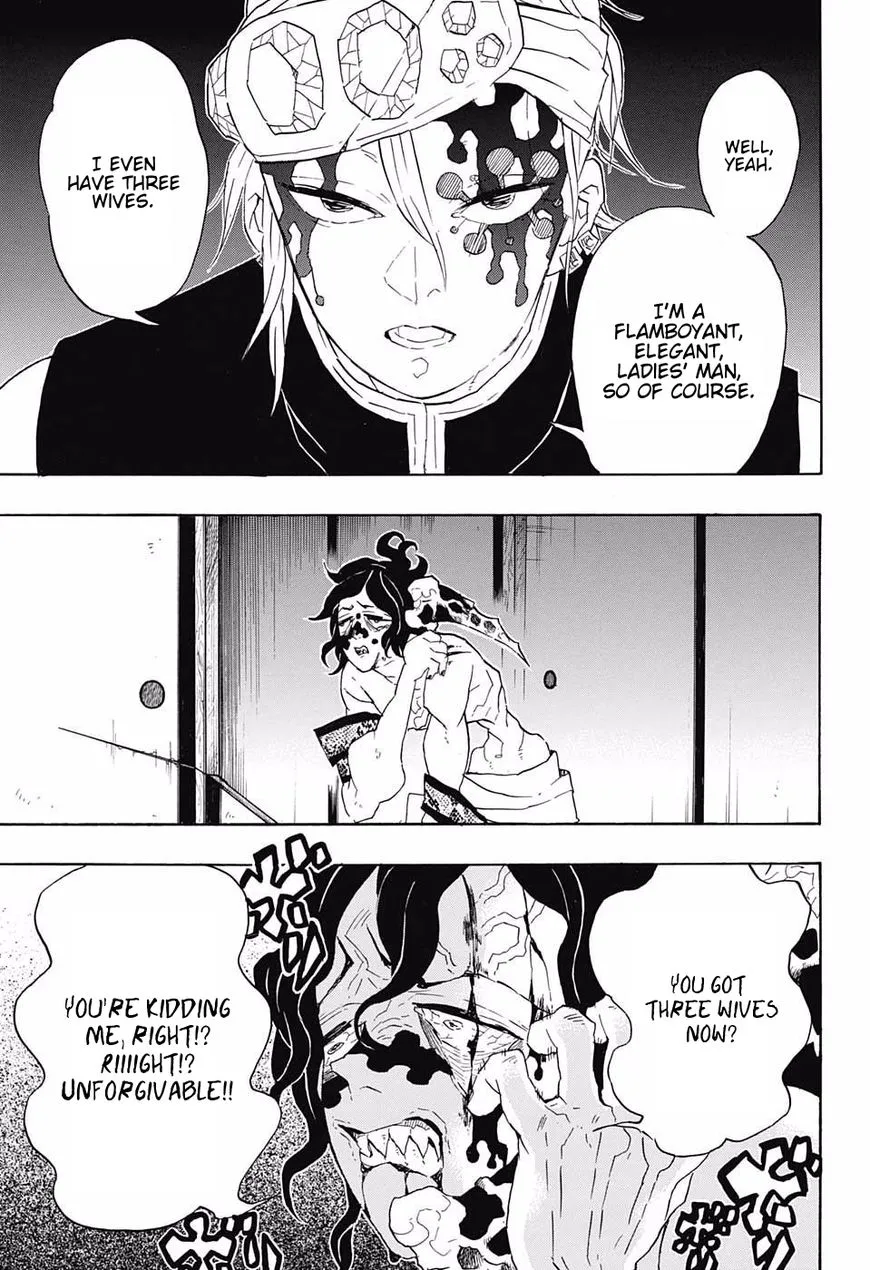 WELL,
YEAH.
I'M A
FLAMBOYANT,
ELEGANT,
LADIES' MAN,
SO OF COURSE.
I EVEN
HAVE THREE
WIVES.
YOU GOT
THREE WIVES
NOW?
YOU'RE KIDDING
ME, RIGHT!?
RIIIIGHT!?
UNFORGIVABLE!!